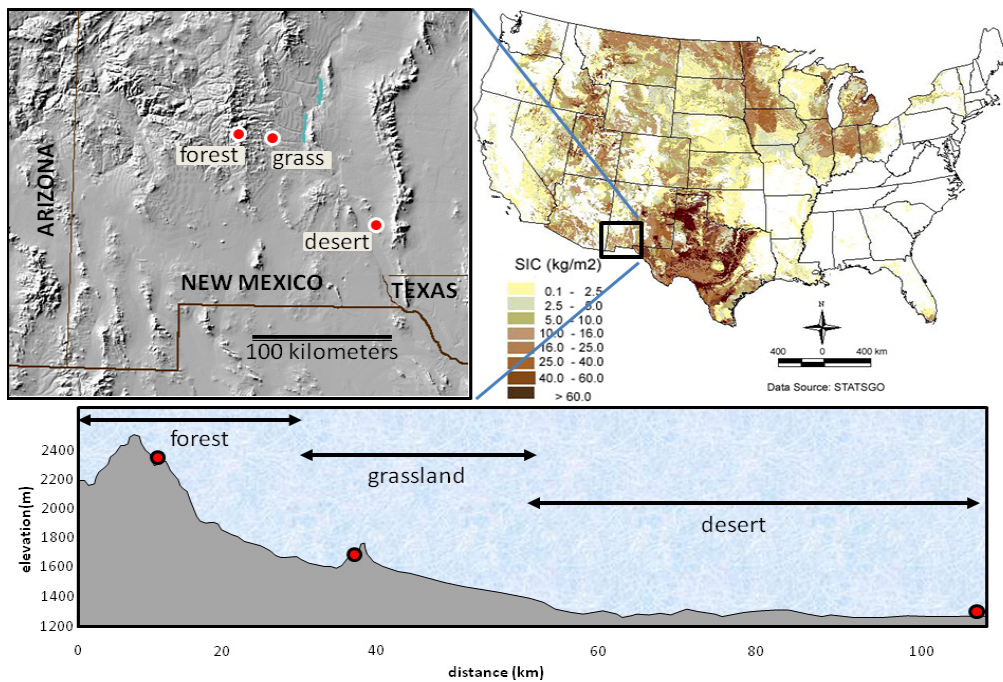 ARIZONA
forest
grass
desert
NEW MEXICO
TEXAS
100 kilometers
SIC (kg/m2)
0.1 - 2.5
2.5 - 5.0
5.0 - 10.0
10.0 - 16.0
16.0 - 25.0
25.0 - 40.0
40.0 - 60.0
> 60.0
N
400 0 400 km
Data Source: STATSGO
forest
grassland
desert
elevation(m)
2400
2200
2000
1800
1600
1400
1200
0 20 40 60 80 100
distance (km)